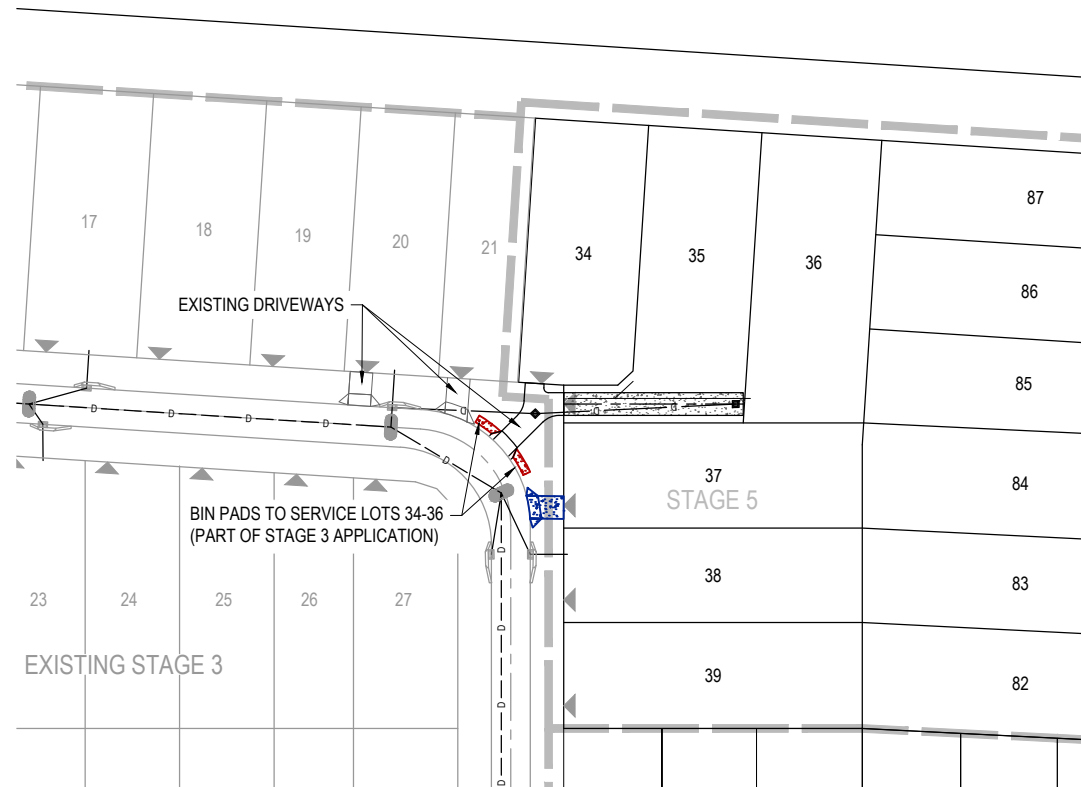 87
17
18
19
20
21
34
35
36
86
EXISTING DRIVEWAYS
85
D
D
D
D
D
D
D
D
37
84
STAGE 5
BIN PADS TO SERVICE LOTS 34-36
(PART OF STAGE 3 APPLICATION)
D
38
83
23
24
25
26
27
D
EXISTING STAGE 3
39
82
D
D